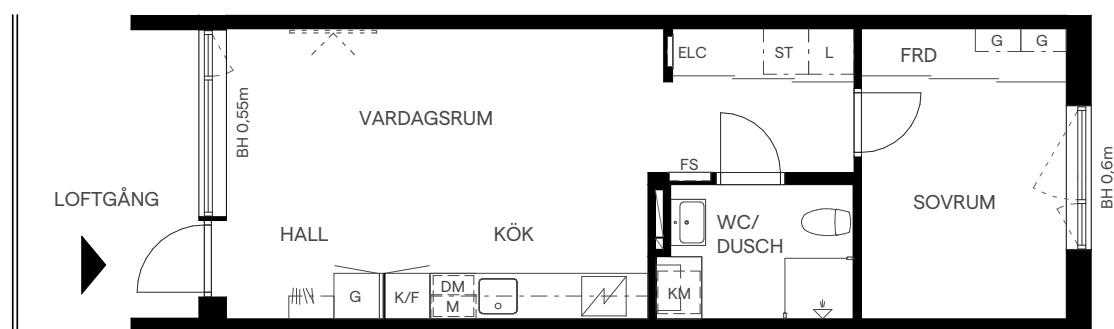 ELC
ST
L
FRD
G
G
BH 0,55m
VARDAGSRUM
FS
BH 0,6m
LOFTGÅNG
SOVRUM
WC/
DUSCH
HALL
KÖK
G
K/F
DM
M
KM